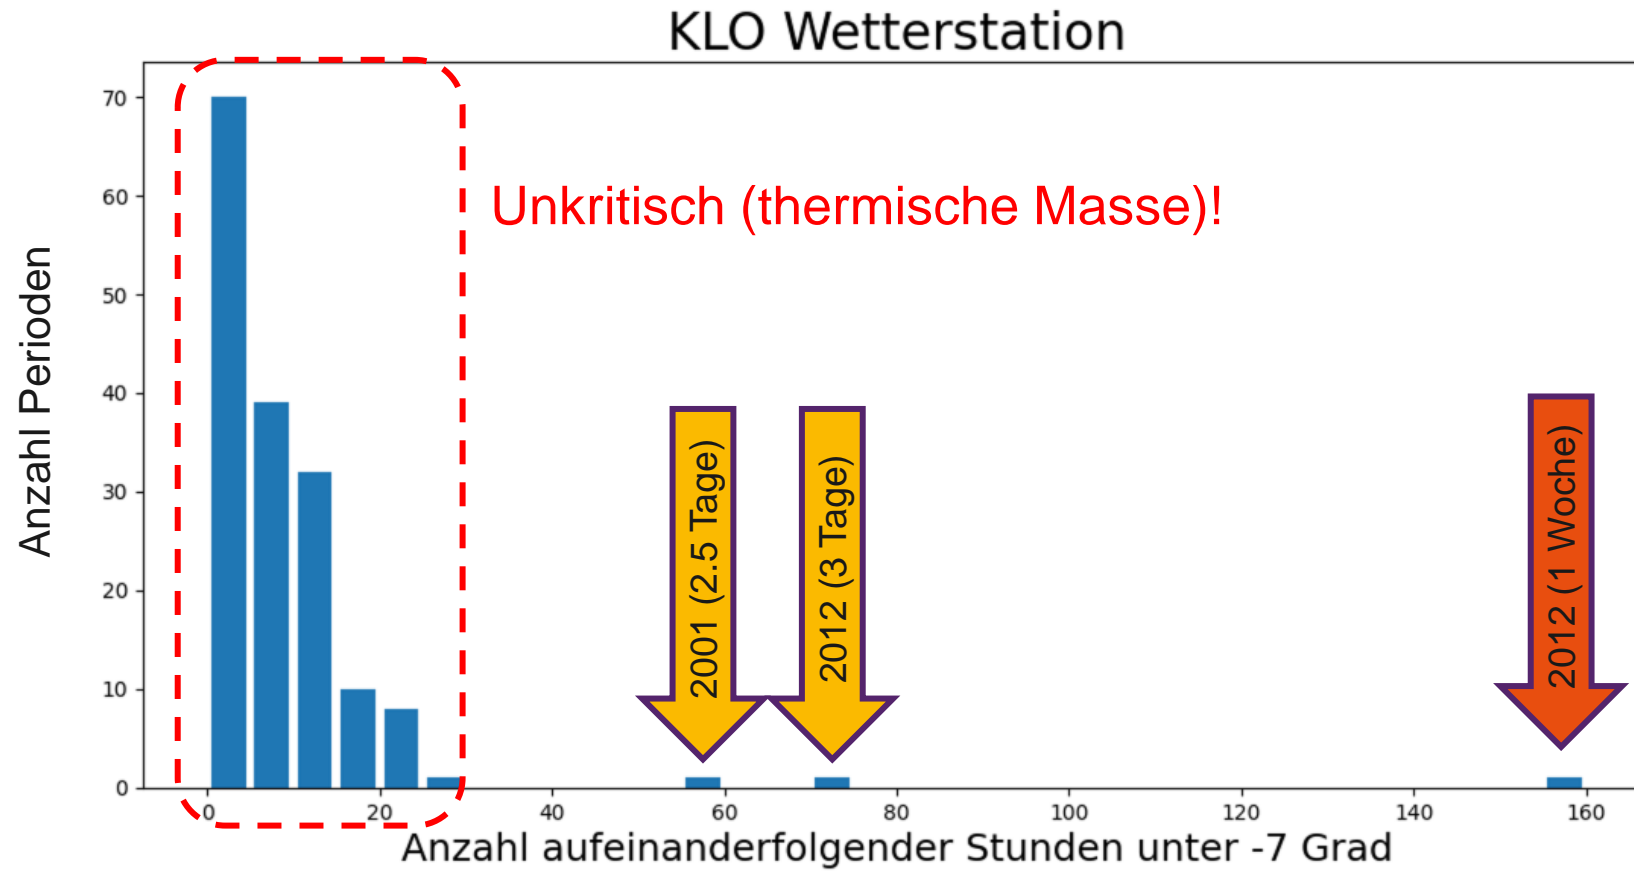 KLO Wetterstation
Anzahl Perioden
70
60
50
40
30
20
10
0
Unkritisch (thermische Masse)!
2001 (2.5 Tage)
2012 (3 Tage)
2012 (1 Woche)
0 20 40 60 80 100 120 140 160
Anzahl aufeinanderfolgender Stunden unter -7 Grad